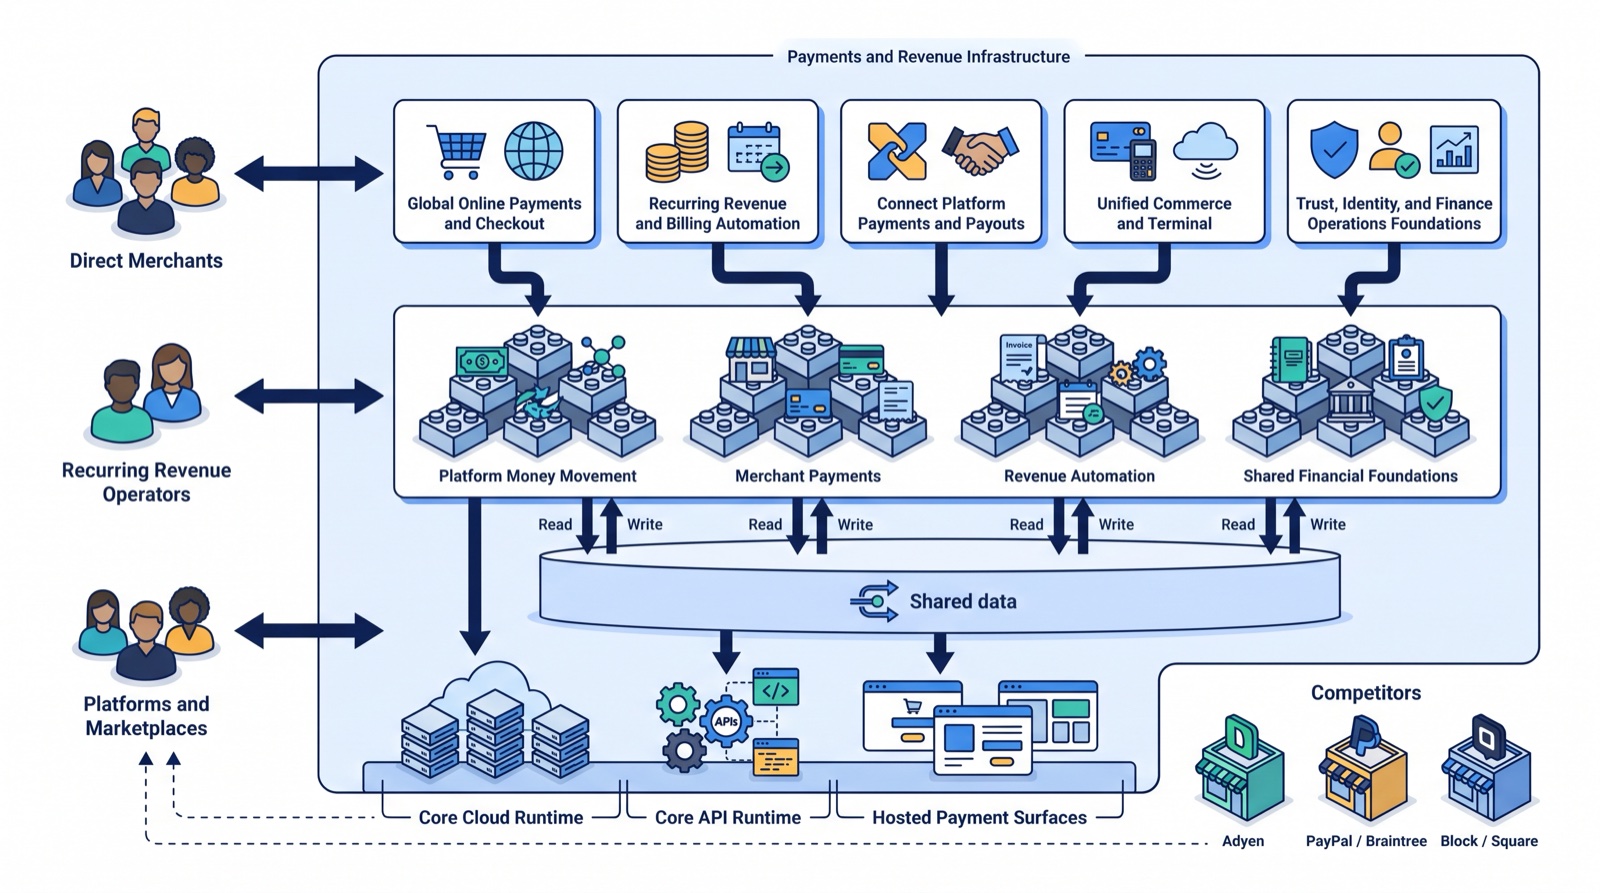 Payments and Revenue Infrastructure
Direct Merchants
Recurring Revenue
Operators
Platforms and
Marketplaces
Global Online Payments
and Checkout
Recurring Revenue
and Billing Automation
Connect Platform
Payments and Payouts
Unified Commerce
and Terminal
Trust, Identity, and Finance
Operations Foundations
$
Invoice
Platform Money Movement
Merchant Payments
Revenue Automation
Shared Financial Foundations
Read
Write
Read
Write
Read
Write
Read
Write
Shared data
APIs
</>
Core Cloud Runtime
Core API Runtime
Hosted Payment Surfaces
Competitors
Adyen
PayPal / Braintree
Block / Square